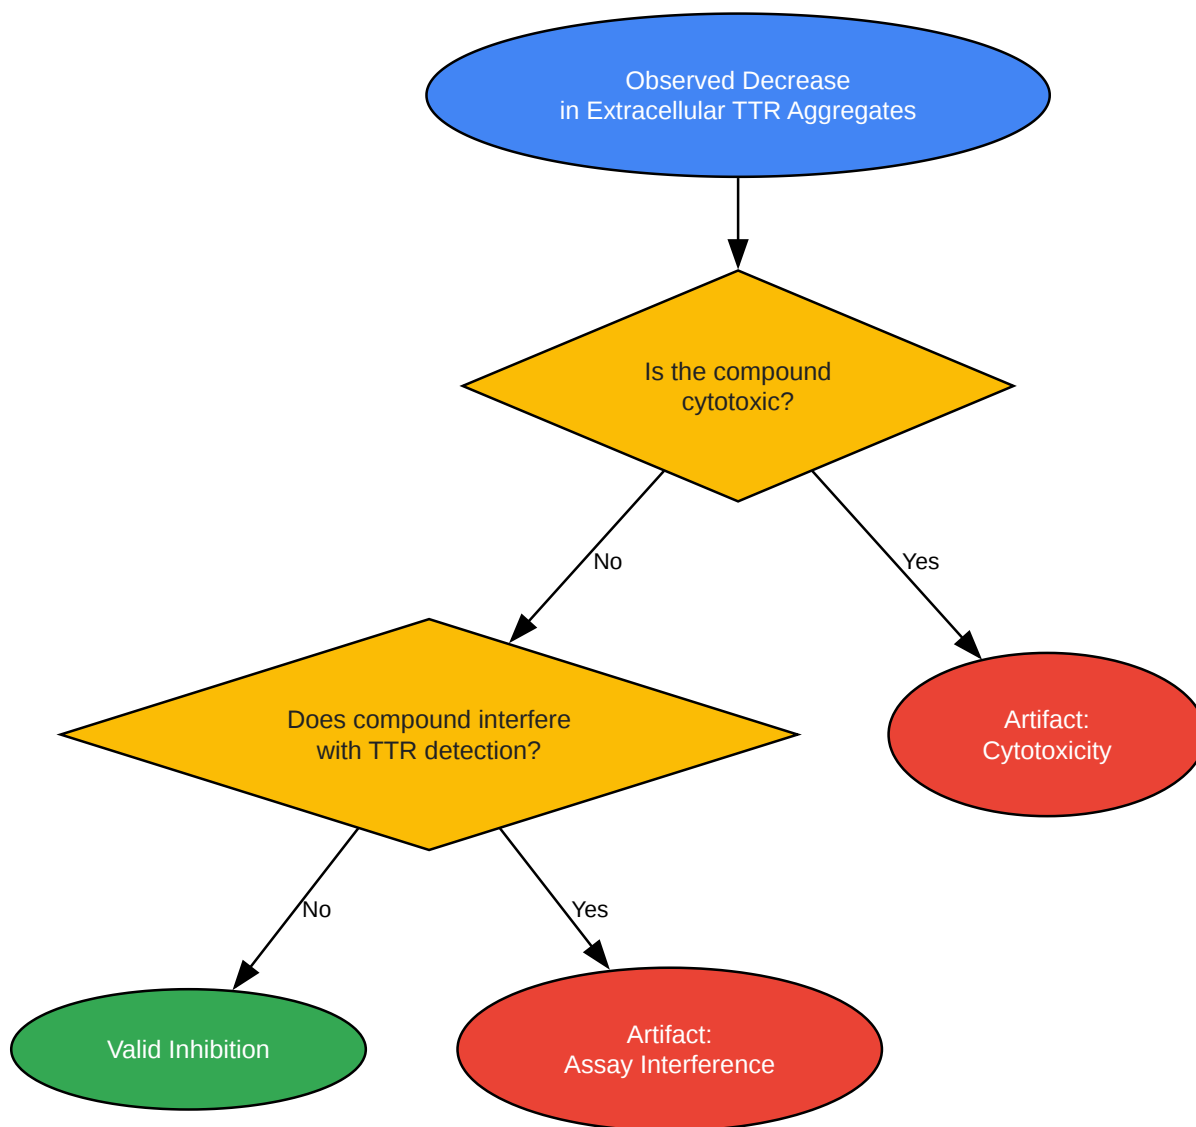 Observed Decrease
in Extracellular TTR Aggregates
Is the compound
cytotoxic?
No
Yes
Does compound interfere
with TTR detection?
Artifact:
Cytotoxicity
No
Yes
Valid Inhibition
Artifact:
Assay Interference